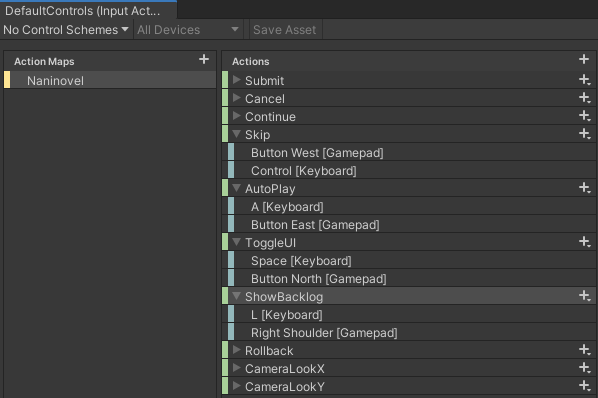 DefaultControls (Input Act...
No Control Schemes All Devices Save Asset
Action Maps
Naninovel
Actions
Submit
Cancel
Continue
Skip
Button West [Gamepad]
Control [Keyboard]
AutoPlay
A [Keyboard]
Button East [Gamepad]
ToggleUI
Space [Keyboard]
Button North [Gamepad]
ShowBacklog
L [Keyboard]
Right Shoulder [Gamepad]
Rollback
CameraLookX
CameraLookY